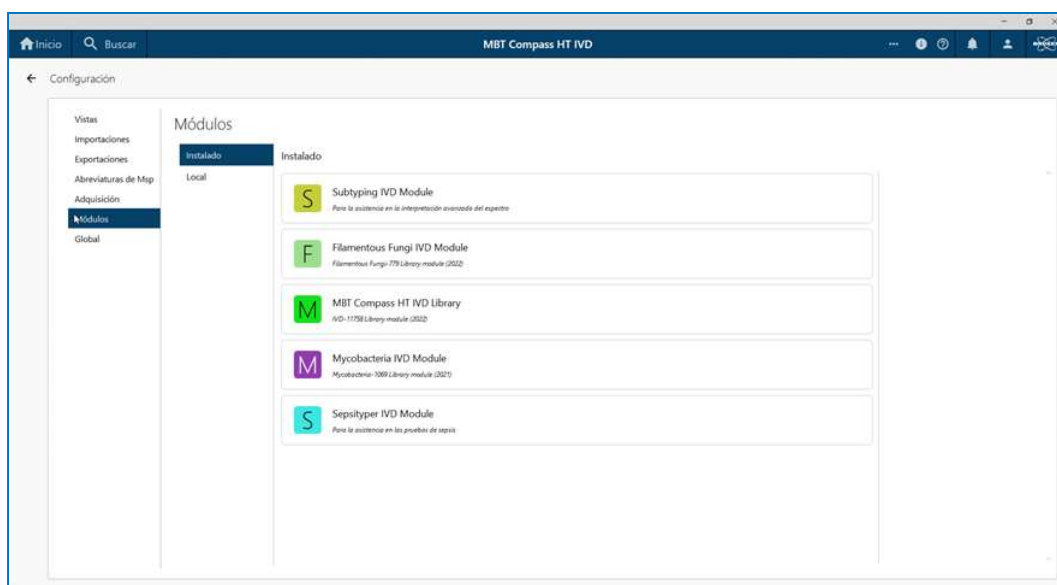 Inicio
Buscar
MBT Compass HT IVD
Configuración
Vistas
Importaciones
Exportaciones
Abreviaturas de Msp
Adquisición
Módulos
Global
Módulos
Instalado
Local
Instalado
S
Subtyping IVD Module
Para la asistencia en la interpretación avanzada del espectro
F
Filamentous Fungi IVD Module
Filamentous Fungi-779 Library module (2022)
M
MBT Compass HT IVD Library
IVD-11758 Library module (2022)
M
Mycobacteria IVD Module
Mycobacteria-1069 Library module (2021)
S
Sepsityper IVD Module
Para la asistencia en las pruebas de sepsis